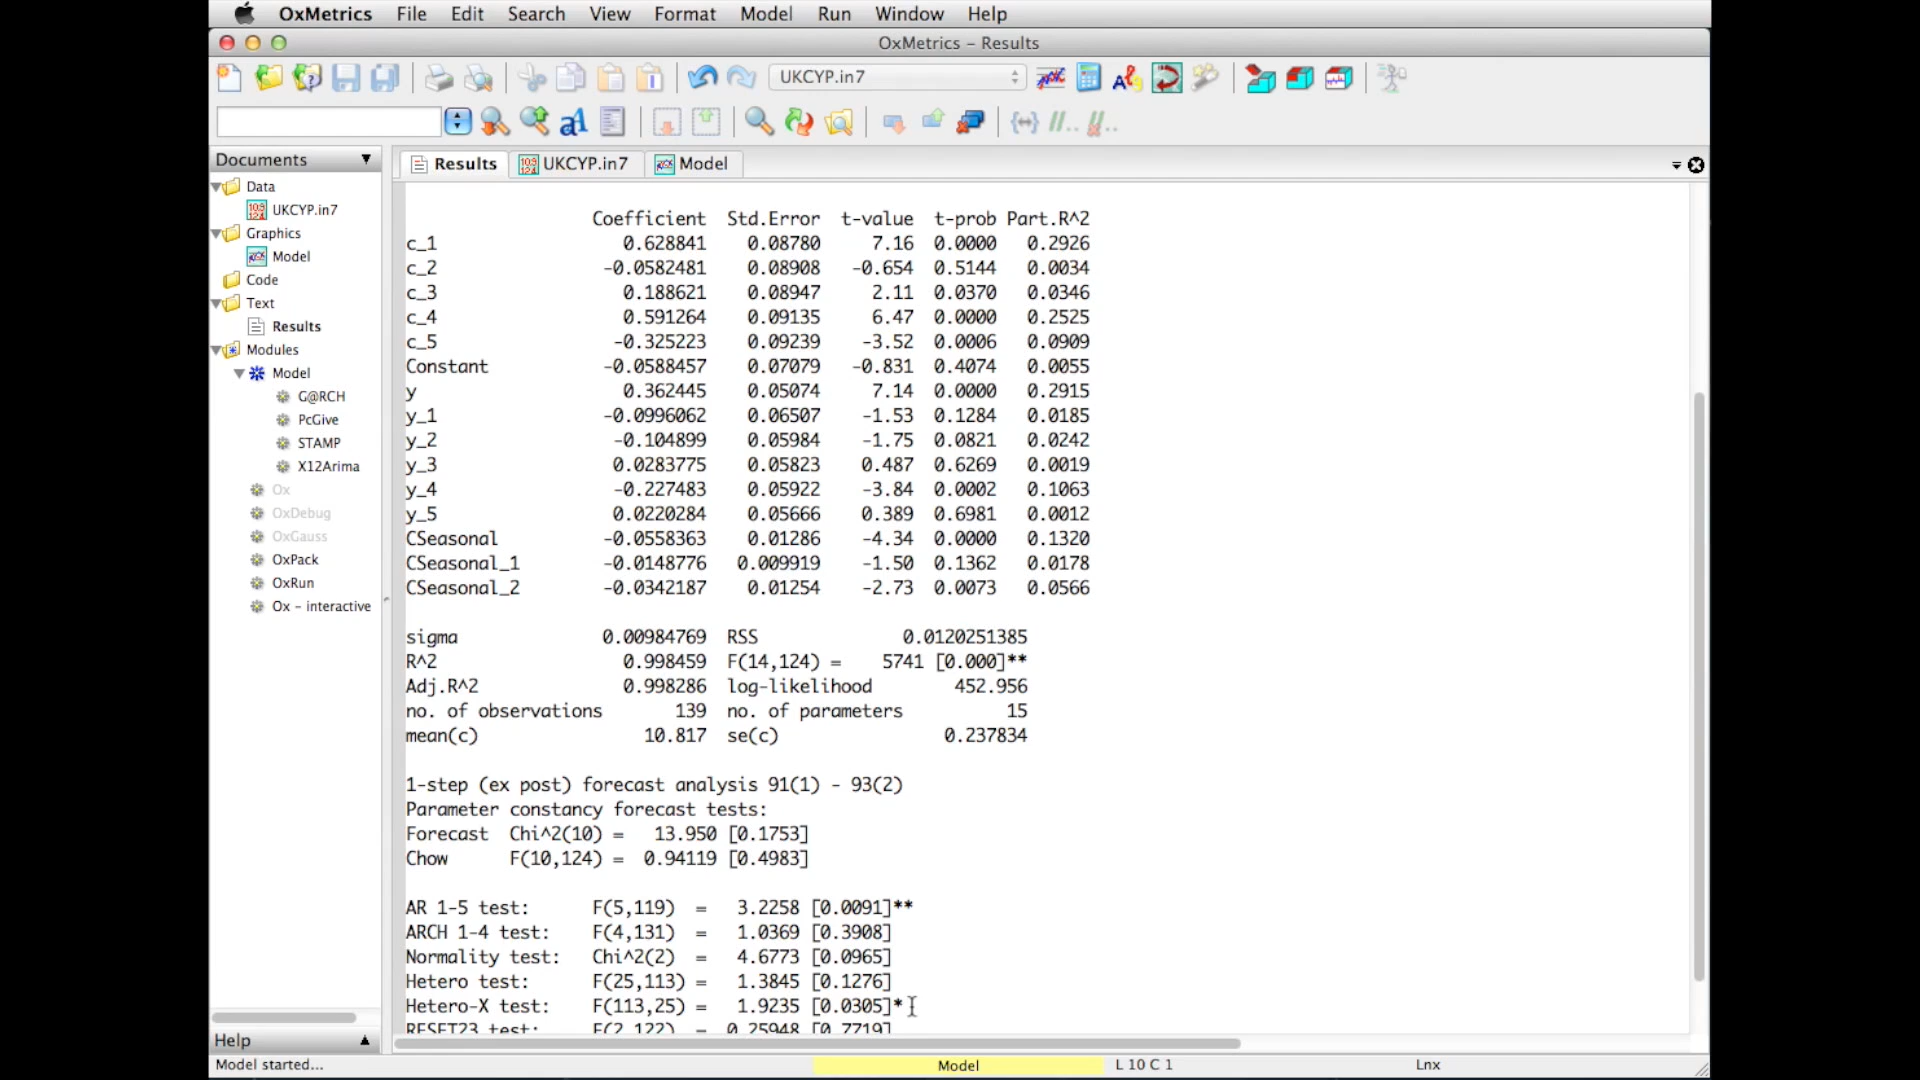 OxMetrics File Edit Search View Format Model Run Window Help
OxMetrics – Results
UKCYP.in7
Documents
Results UKCYP.in7 Model
Data
UKCYP.in7
Graphics
Model
Code
Text
Results
Modules
Model
G@RCH
PcGive
STAMP
X12Arima
Ox
OxDebug
OxGauss
OxPack
OxRun
Ox – interactive
Help
Coefficient Std.Error t-value t-prob Part.R^2
c_1 0.628841 0.08780 7.16 0.0000 0.2926
c_2 -0.0582481 0.08908 -0.654 0.5144 0.0034
c_3 0.188621 0.08947 2.11 0.0370 0.0346
c_4 0.591264 0.09135 6.47 0.0000 0.2525
c_5 -0.325223 0.09239 -3.52 0.0006 0.0909
Constant -0.0588457 0.07079 -0.831 0.4074 0.0055
y 0.362445 0.05074 7.14 0.0000 0.2915
y_1 -0.0996062 0.06507 -1.53 0.1284 0.0185
y_2 -0.104899 0.05984 -1.75 0.0821 0.0242
y_3 0.0283775 0.05823 0.487 0.6269 0.0019
y_4 -0.227483 0.05922 -3.84 0.0002 0.1063
y_5 0.0220284 0.05666 0.389 0.6981 0.0012
CSeasonal -0.0558363 0.01286 -4.34 0.0000 0.1320
CSeasonal_1 -0.0148776 0.009919 -1.50 0.1362 0.0178
CSeasonal_2 -0.0342187 0.01254 -2.73 0.0073 0.0566
sigma 0.00984769 RSS 0.0120251385
R^2 0.998459 F(14,124) = 5741 [0.000]**
Adj.R^2 0.998286 log-likelihood 452.956
no. of observations 139 no. of parameters 15
mean(c) 10.817 se(c) 0.237834
1-step (ex post) forecast analysis 91(1) - 93(2)
Parameter constancy forecast tests:
Forecast Chi^2(10) = 13.950 [0.1753]
Chow F(10,124) = 0.94119 [0.4983]
AR 1-5 test: F(5,119) = 3.2258 [0.0091]**
ARCH 1-4 test: F(4,131) = 1.0369 [0.3908]
Normality test: Chi^2(2) = 4.6773 [0.0965]
Hetero test: F(25,113) = 1.3845 [0.1276]
Hetero-X test: F(113,25) = 1.9235 [0.0305]*
RESET23 test: F(2,122) = 0.25948 [0.7719]
Model started... Model L 10 C 1 Lnx